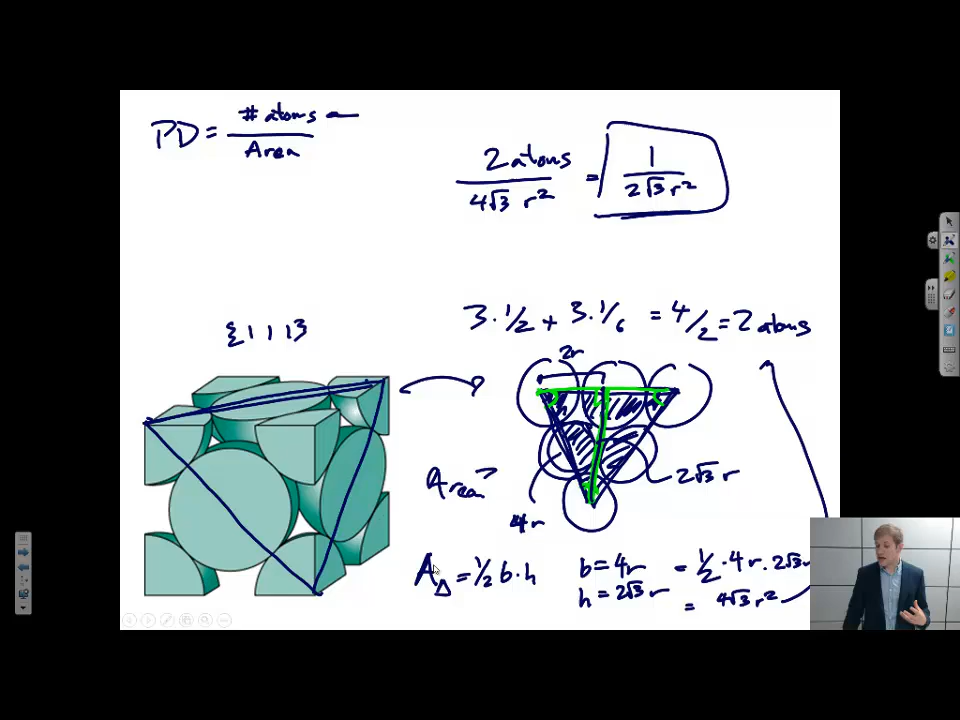 PD = # atoms / Area
2 atoms / 4√3 r² = 1 / 2√3 r²
{1 1 1}
3 · 1/2 + 3 · 1/6 = 4/2 = 2 atoms
2r
Area?
2√3 r
4r
A△ = 1/2 b · h
b = 4r
h = 2√3 r
= 1/2 · 4r · 2√3r
= 4√3 r²